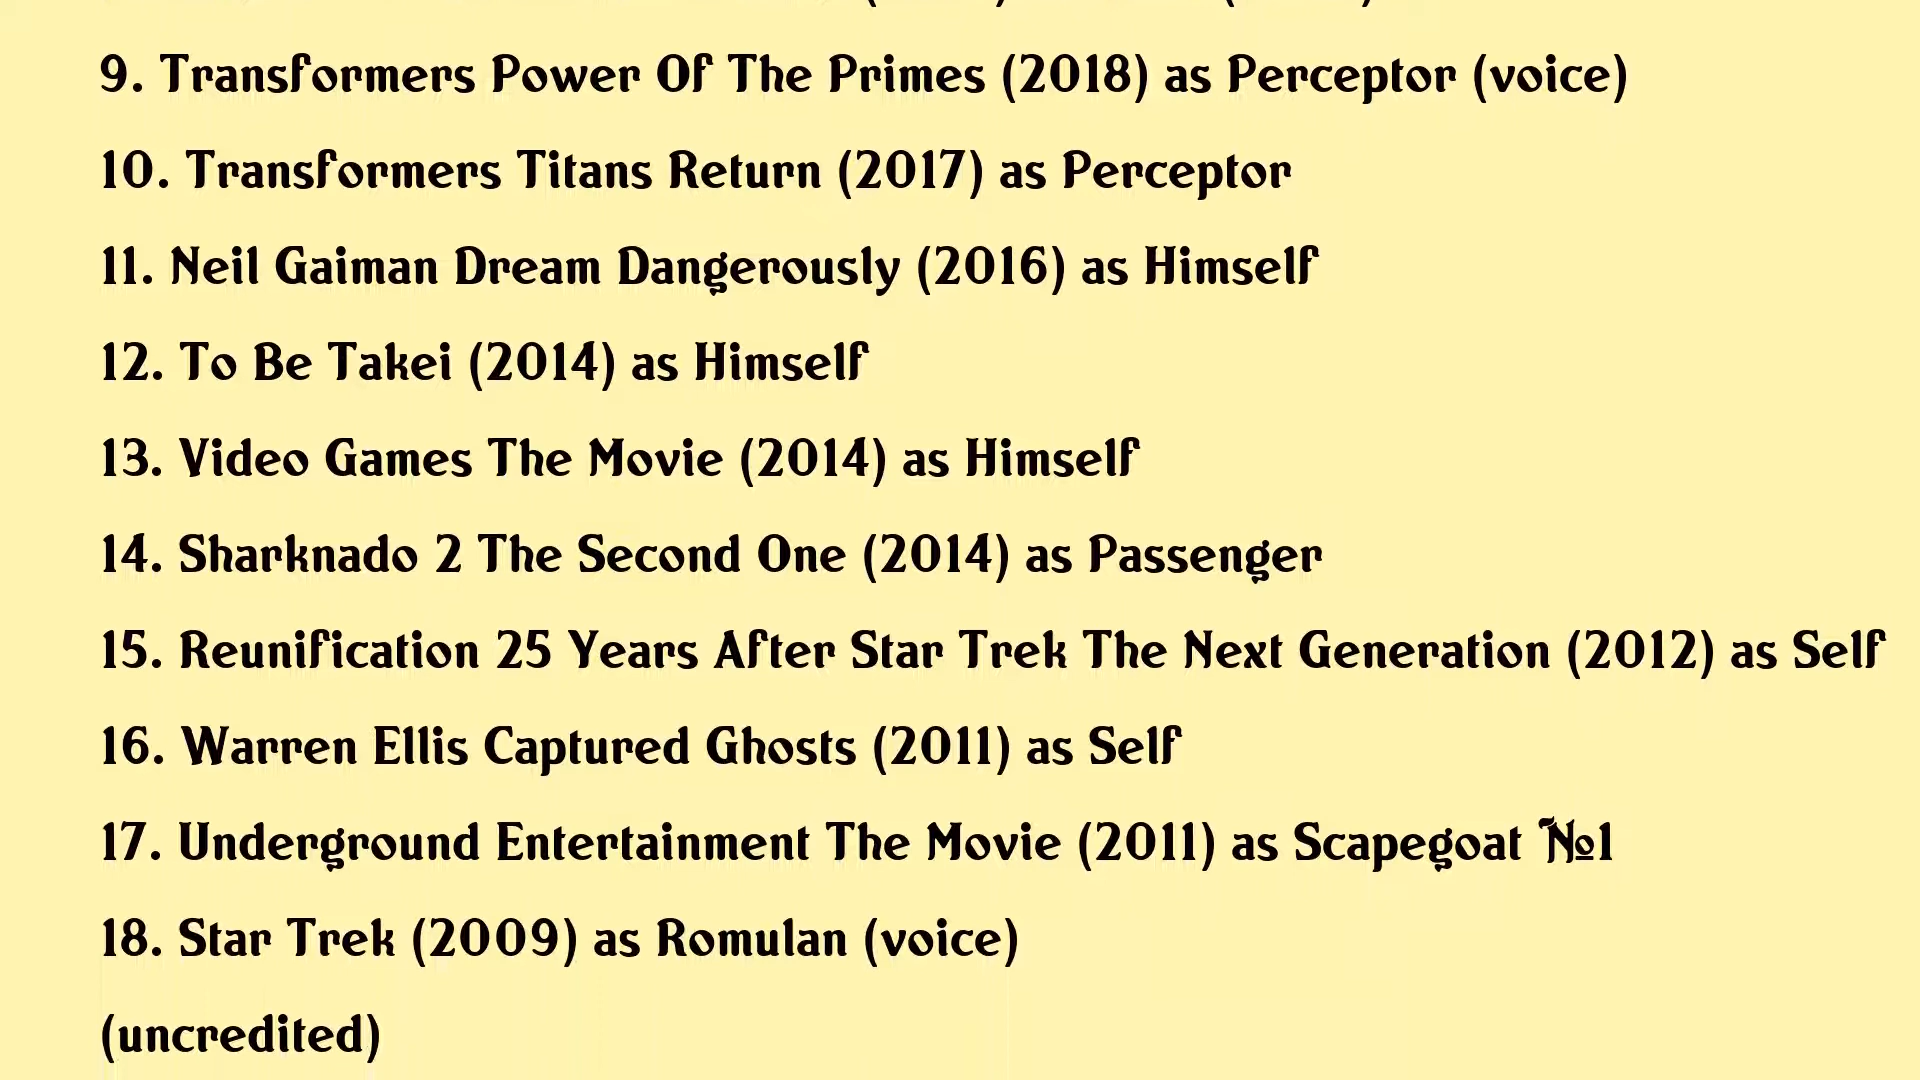 9. Transformers Power Of The Primes (2018) as Perceptor (voice)
10. Transformers Titans Return (2017) as Perceptor
11. Neil Gaiman Dream Dangerously (2016) as Himself
12. To Be Takei (2014) as Himself
13. Video Games The Movie (2014) as Himself
14. Sharknado 2 The Second One (2014) as Passenger
15. Reunification 25 Years After Star Trek The Next Generation (2012) as Self
16. Warren Ellis Captured Ghosts (2011) as Self
17. Underground Entertainment The Movie (2011) as Scapegoat №1
18. Star Trek (2009) as Romulan (voice)
(uncredited)